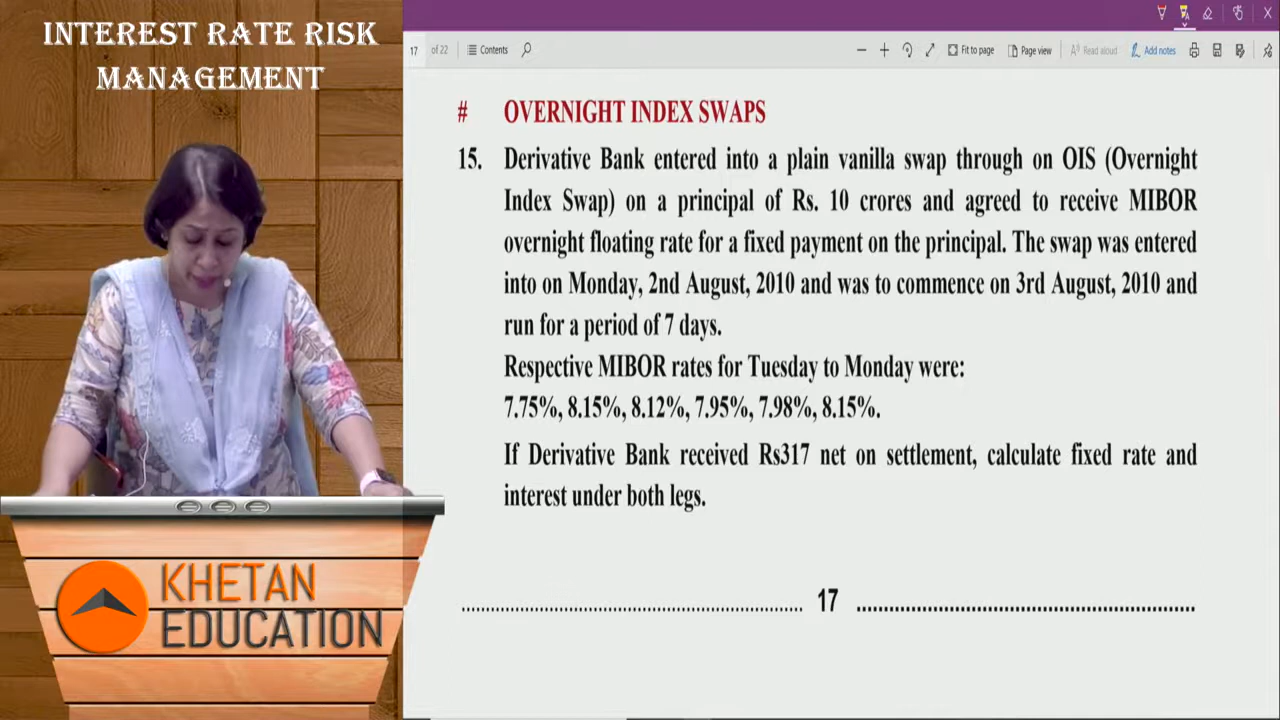 INTEREST RATE RISK
MANAGEMENT
17 of 22
Contents
Fit to page
Page view
Read aloud
Add notes
# OVERNIGHT INDEX SWAPS
15. Derivative Bank entered into a plain vanilla swap through on OIS (Overnight
Index Swap) on a principal of Rs. 10 crores and agreed to receive MIBOR
overnight floating rate for a fixed payment on the principal. The swap was entered
into on Monday, 2nd August, 2010 and was to commence on 3rd August, 2010 and
run for a period of 7 days.
Respective MIBOR rates for Tuesday to Monday were:
7.75%, 8.15%, 8.12%, 7.95%, 7.98%, 8.15%.
If Derivative Bank received Rs317 net on settlement, calculate fixed rate and
interest under both legs.
17
KHETAN
EDUCATION